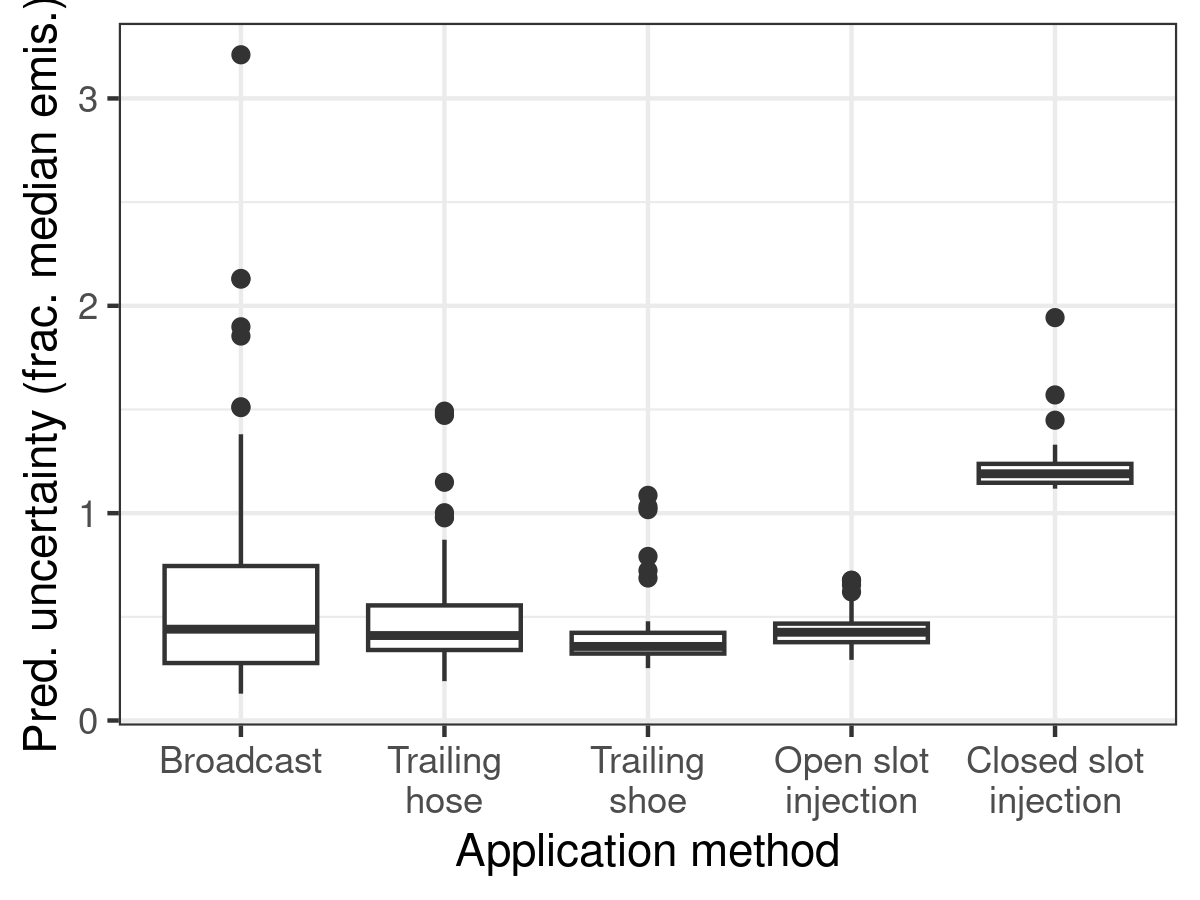 Pred. uncertainty (frac. median emis.)
3
2
1
0
Broadcast
Trailing
hose
Trailing
shoe
Open slot
injection
Closed slot
injection
Application method